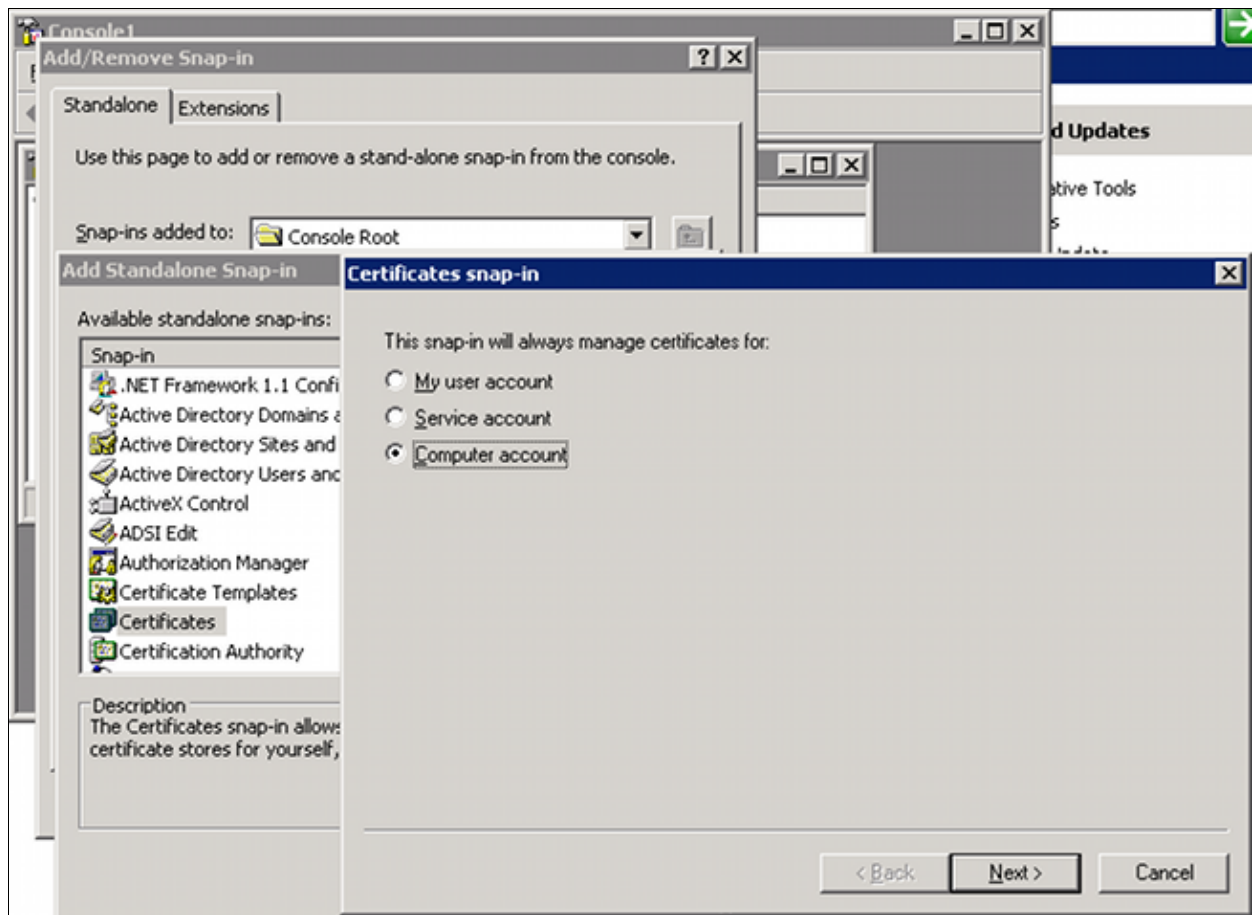 Console1
Add/Remove Snap-in
Standalone
Extensions
d Updates
Use this page to add or remove a stand-alone snap-in from the console.
ative Tools
s
Snap-ins added to:
Console Root
Add Standalone Snap-in
Certificates snap-in
Available standalone snap-ins:
Snap-in
.NET Framework 1.1 Confi
Active Directory Domains a
Active Directory Sites and
Active Directory Users and
ActiveX Control
ADSI Edit
Authorization Manager
Certificate Templates
Certificates
Certification Authority
Description
The Certificates snap-in allows
certificate stores for yourself,
This snap-in will always manage certificates for:
My user account
Service account
Computer account
< Back
Next >
Cancel